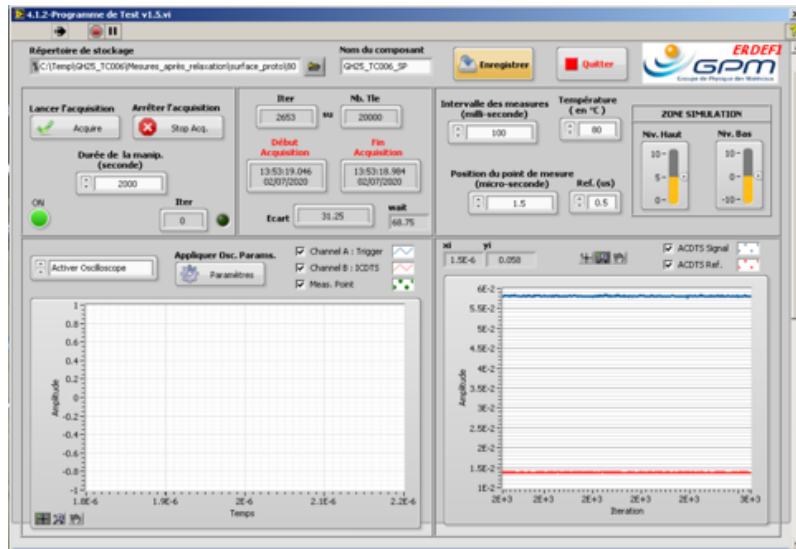 4.1.2-Programme de Test v1.5.vi
Répertoire de stockage
C:\Temp\GH25_TC006\Mesures_après_relaxation\surface_proto\80
Nom du composant
GH25_TC006_SP
Enregistrer
Quitter
ERDEFI
GPM
Groupe de Physique des Matériaux
Lancer l'acquisition
Arrêter l'acquisition
Acquire
Stop Acq.
Durée de la manip.
(seconde)
2000
ON
Iter
0
Iter
Nb. Tle
2653
su
20000
Début
Acquisition
Fin
Acquisition
13:53:19.046
02/07/2020
13:53:18.984
02/07/2020
Ecart
31.25
wait
68.75
Intervalle des measures
(milli-seconde)
100
Température
( en °C )
80
Position du point de mesure
(micro-seconde)
1.5
Ref. (us)
0.5
ZONE SIMULATION
Niv. Haut
Niv. Bas
10-
5-
0-
10-
0-
-10-
Activer Oscilloscope
Appliquer Osc. Params.
Paramètres
Channel A : Trigger
Channel B : ICDTS
Meas. Point
Amplitude
1
0.8
0.6
0.4
0.2
0
-0.2
-0.4
-0.6
-0.8
-1
1.8E-6
1.9E-6
2E-6
2.1E-6
2.2E-6
Temps
xi
yi
1.5E-6
0.058
ACDTS Signal
ACDTS Ref.
Amplitude
6E-2
5.5E-2
5E-2
4.5E-2
4E-2
3.5E-2
3E-2
2.5E-2
2E-2
1.5E-2
1E-2
2E+3
2E+3
2E+3
2E+3
2E+3
3E+3
Iteration